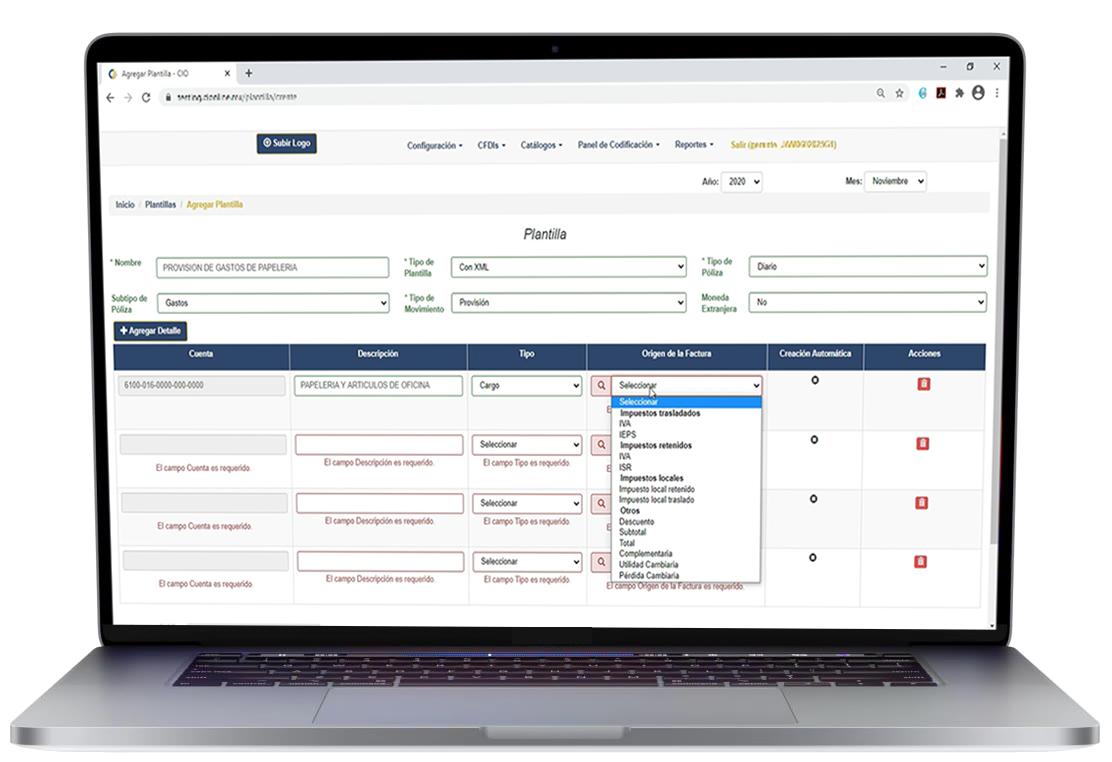 Agregar Plantilla - CIO
Subir Logo
Configuración CFDIs Catálogos Panel de Codificación Reportes Salir
Año: 2020 Mes: Noviembre
Inicio / Plantillas / Agregar Plantilla
Plantilla
* Nombre PROVISION DE GASTOS DE PAPELERIA * Tipo de Plantilla Con XML * Tipo de Póliza Diario
Subtipo de Póliza Gastos * Tipo de Movimiento Provisión Moneda Extranjera No
+ Agregar Detalle
Cuenta Descripción Tipo Origen de la Factura Creación Automática Acciones
6100-016-0000-000-0000 PAPELERIA Y ARTICULOS DE OFICINA Cargo Seleccionar
Seleccionar
Impuestos trasladados
IVA
IEPS
Impuestos retenidos
IVA
ISR
Impuestos locales
Impuesto local retenido
Impuesto local traslado
Otros
Descuento
Subtotal
Total
Complementaria
Utilidad Cambiaria
Pérdida Cambiaria
Seleccionar
El campo Cuenta es requerido. El campo Descripción es requerido. El campo Tipo es requerido.
Seleccionar
El campo Cuenta es requerido. El campo Descripción es requerido. El campo Tipo es requerido.
Seleccionar
El campo Cuenta es requerido. El campo Descripción es requerido. El campo Tipo es requerido. El campo Origen de la Factura es requerido.